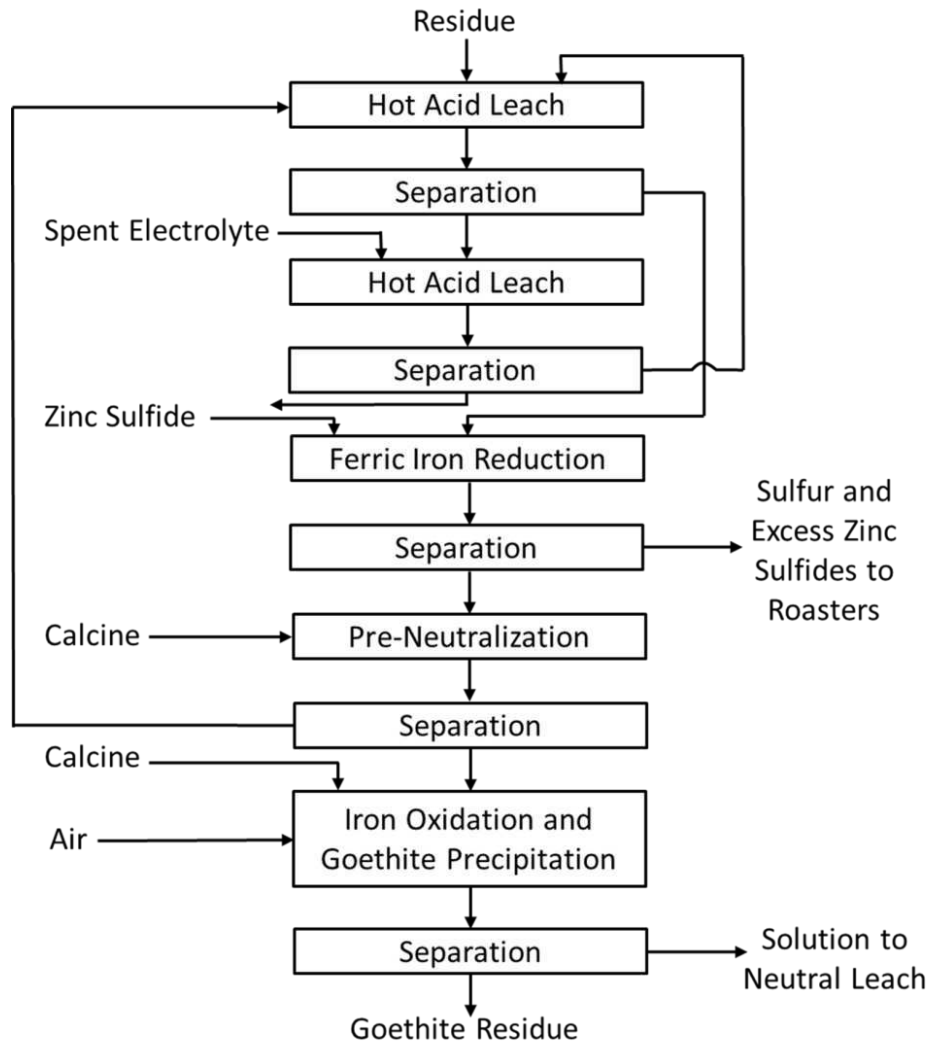 Residue
Hot Acid Leach
Separation
Spent Electrolyte
Hot Acid Leach
Separation
Zinc Sulfide
Ferric Iron Reduction
Sulfur and
Excess Zinc
Sulfides to
Roasters
Separation
Calcine
Pre-Neutralization
Separation
Calcine
Iron Oxidation and
Goethite Precipitation
Air
Separation
Solution to
Neutral Leach
Goethite Residue